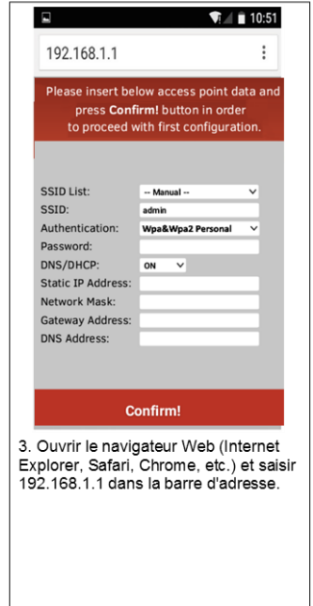 10:51
192.168.1.1
Please insert below access point data and
press Confirm! button in order
to proceed with first configuration.
SSID List: -- Manual --
SSID: admin
Authentication: Wpa&Wpa2 Personal
Password:
DNS/DHCP: ON
Static IP Address:
Network Mask:
Gateway Address:
DNS Address:
Confirm!
3. Ouvrir le navigateur Web (Internet
Explorer, Safari, Chrome, etc.) et saisir
192.168.1.1 dans la barre d'adresse.